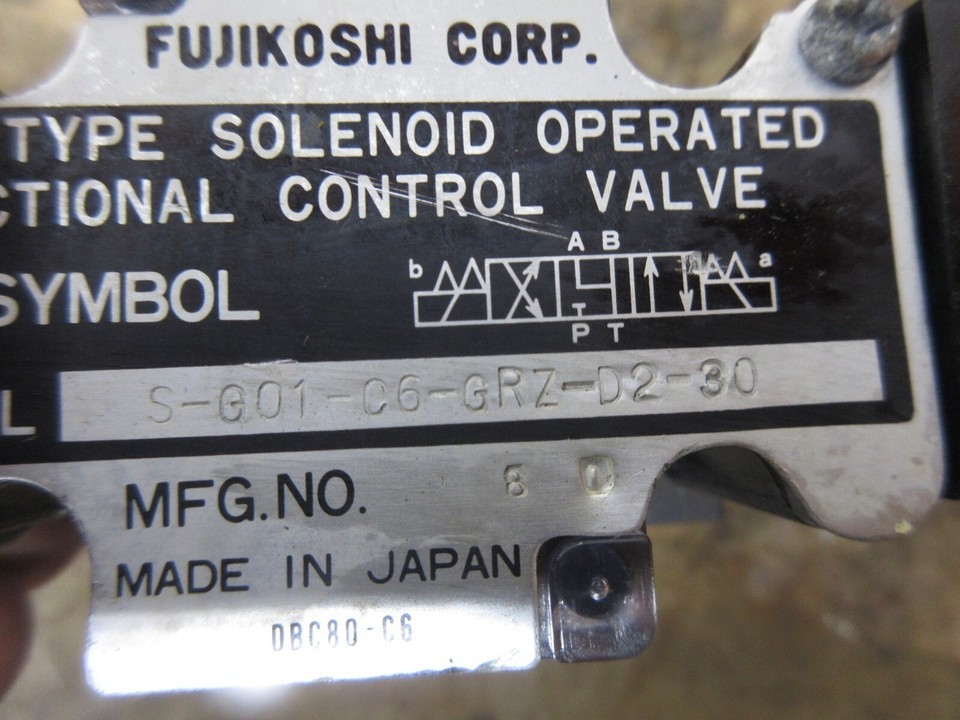 FUJIKOSHI CORP.
TYPE SOLENOID OPERATED
CTIONAL CONTROL VALVE
A B
b a
SYMBOL
P T
L S-G01-C6-GRZ-D2-30
MFG.NO. 8
MADE IN JAPAN
DBC80-C6